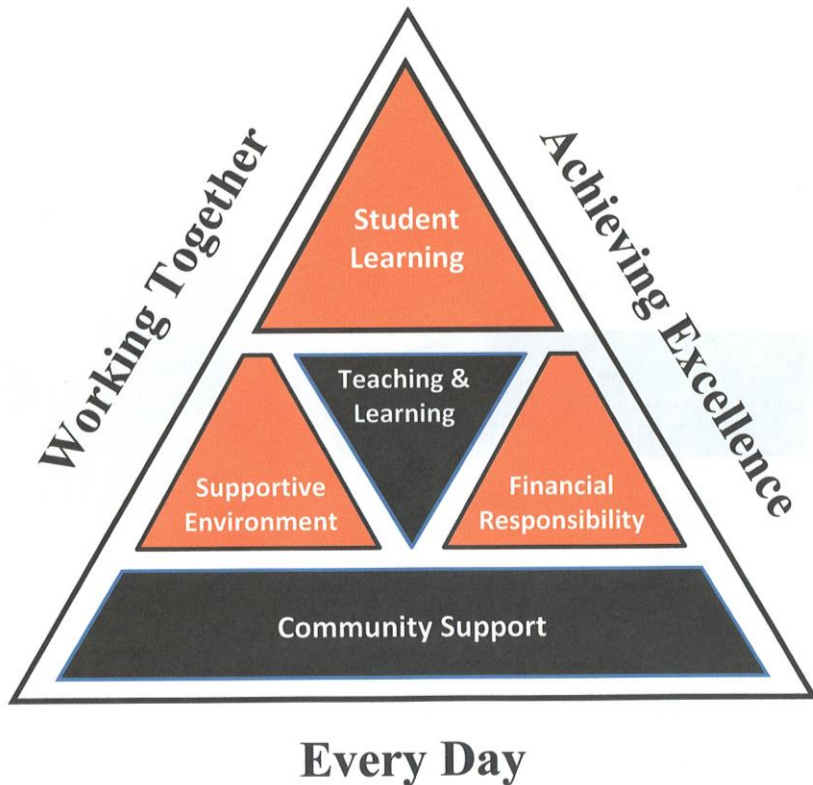 Working Together
Achieving Excellence
Student
Learning
Teaching &
Learning
Supportive
Environment
Financial
Responsibility
Community Support
Every Day